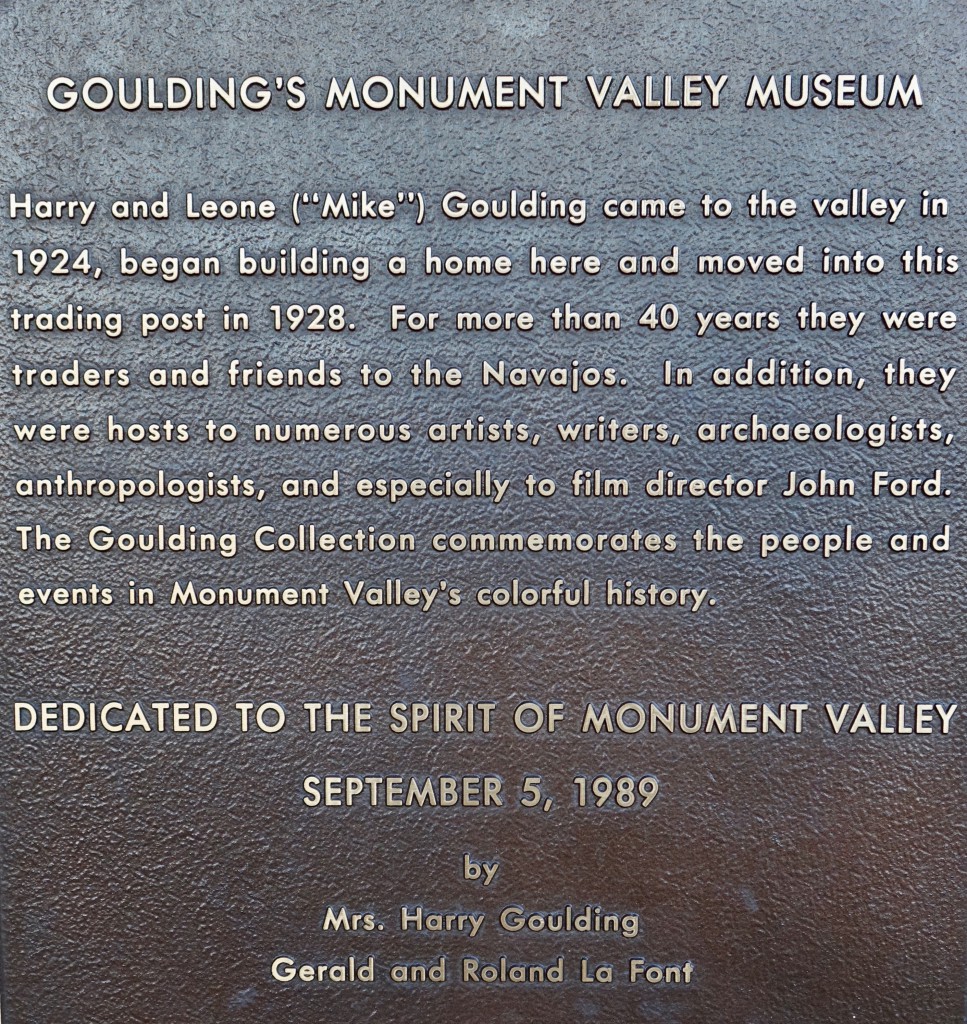 GOULDING'S MONUMENT VALLEY MUSEUM
Harry and Leone (“Mike”) Goulding came to the valley in
1924, began building a home here and moved into this
trading post in 1928. For more than 40 years they were
traders and friends to the Navajos. In addition, they
were hosts to numerous artists, writers, archaeologists,
anthropologists, and especially to film director John Ford.
The Goulding Collection commemorates the people and
events in Monument Valley's colorful history.
DEDICATED TO THE SPIRIT OF MONUMENT VALLEY
SEPTEMBER 5, 1989
by
Mrs. Harry Goulding
Gerald and Roland La Font